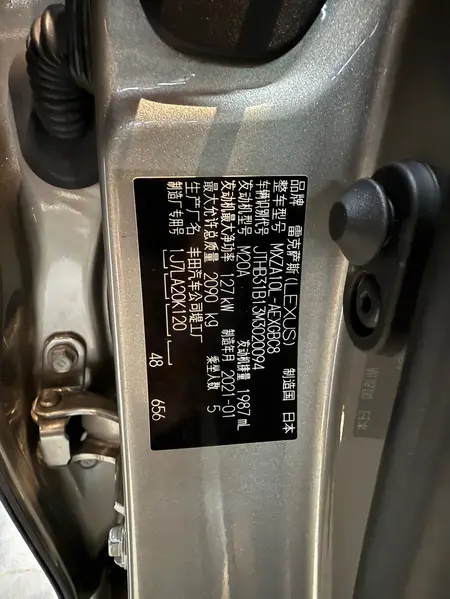 品牌 雷克萨斯(LEXUS) 制造国 日本
整车型号 MXZA10L-AEXGBC8
车辆识别代号 JTHB31B13M3020094
发动机型号 M20A 发动机排量 1987 mL
发动机最大净功率 127 kW 制造年月 2021-01
最大允许总质量 2090 kg 乘坐人数 5
生产厂名 丰田汽车公司堤工厂
制造厂专用号 1J7LA20K120 48 656